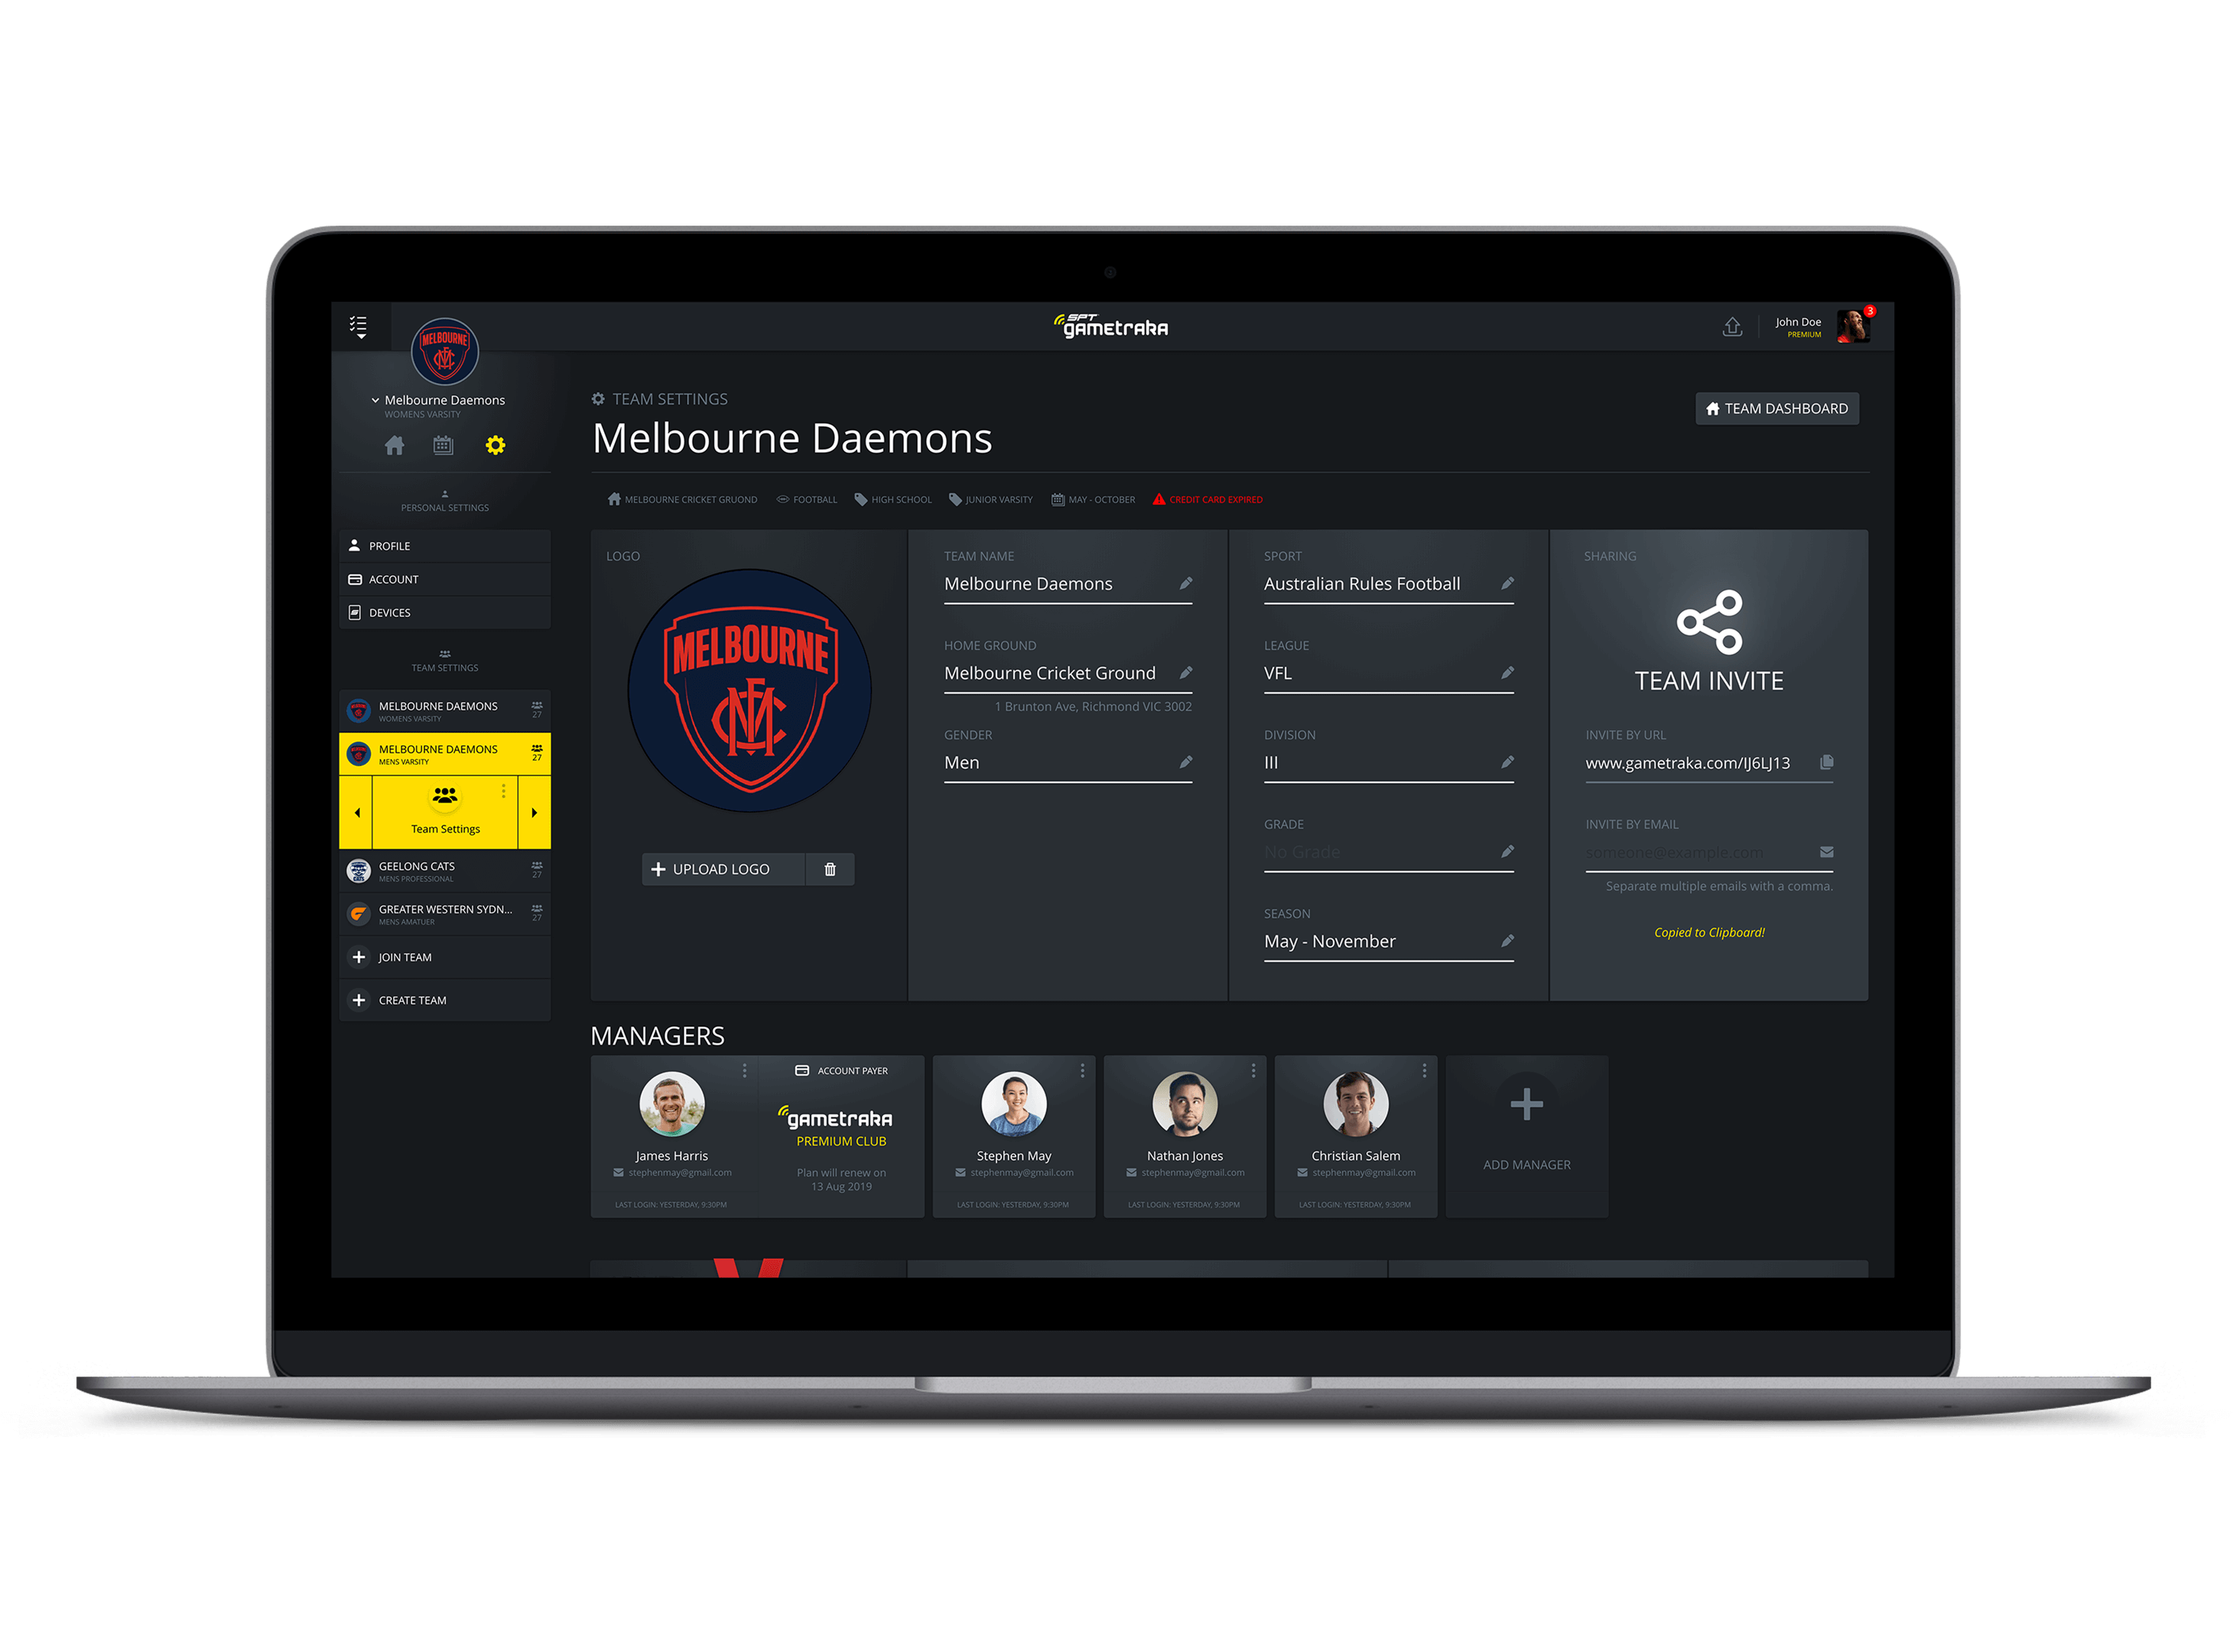 SPT
gametraka
John Doe
PREMIUM
3
MELBOURNE
Melbourne Daemons
WOMENS VARSITY
PERSONAL SETTINGS
PROFILE
ACCOUNT
DEVICES
TEAM SETTINGS
MELBOURNE DAEMONS
WOMENS VARSITY
27
MELBOURNE DAEMONS
MENS VARSITY
27
Team Settings
GEELONG CATS
MENS PROFESSIONAL
27
GREATER WESTERN SYDN...
MENS AMATUER
27
JOIN TEAM
CREATE TEAM
TEAM SETTINGS
Melbourne Daemons
TEAM DASHBOARD
MELBOURNE CRICKET GRUOND
FOOTBALL
HIGH SCHOOL
JUNIOR VARSITY
MAY - OCTOBER
CREDIT CARD EXPIRED
LOGO
MELBOURNE
UPLOAD LOGO
TEAM NAME
Melbourne Daemons
HOME GROUND
Melbourne Cricket Ground
1 Brunton Ave, Richmond VIC 3002
GENDER
Men
SPORT
Australian Rules Football
LEAGUE
VFL
DIVISION
III
GRADE
No Grade
SEASON
May - November
SHARING
TEAM INVITE
INVITE BY URL
www.gametraka.com/IJ6LJ13
INVITE BY EMAIL
someone@example.com
Separate multiple emails with a comma.
Copied to Clipboard!
MANAGERS
James Harris
stephenmay@gmail.com
LAST LOGIN: YESTERDAY, 9:30PM
ACCOUNT PAYER
gametraka
PREMIUM CLUB
Plan will renew on
13 Aug 2019
Stephen May
stephenmay@gmail.com
LAST LOGIN: YESTERDAY, 9:30PM
Nathan Jones
stephenmay@gmail.com
LAST LOGIN: YESTERDAY, 9:30PM
Christian Salem
stephenmay@gmail.com
LAST LOGIN: YESTERDAY, 9:30PM
ADD MANAGER